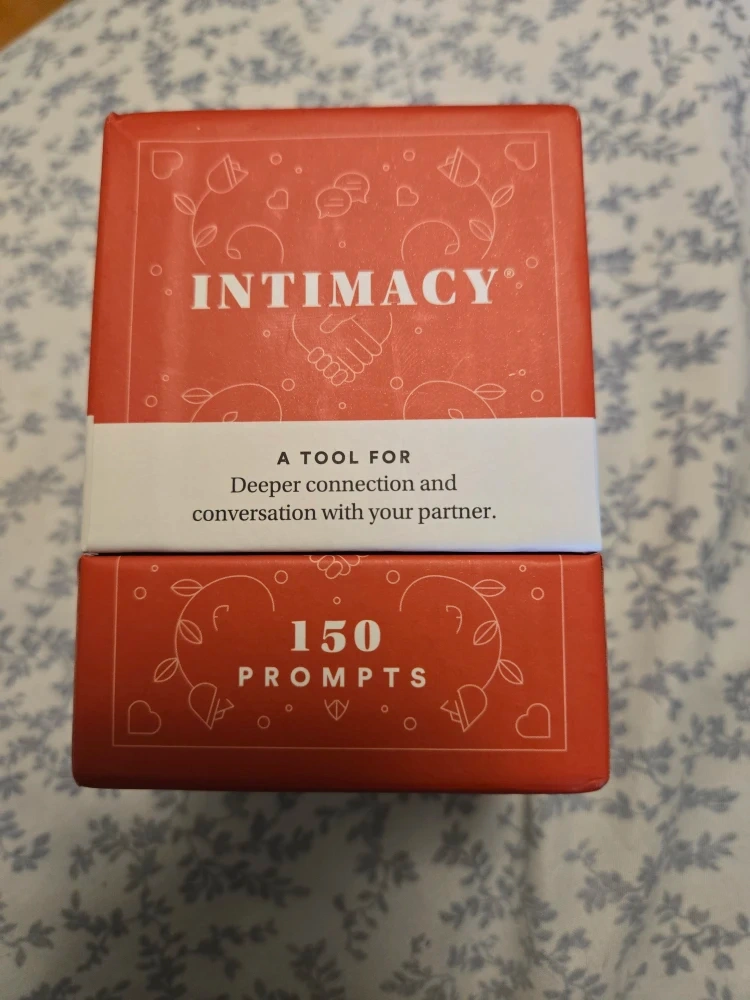 INTIMACY®
A TOOL FOR
Deeper connection and
conversation with your partner.
150
PROMPTS